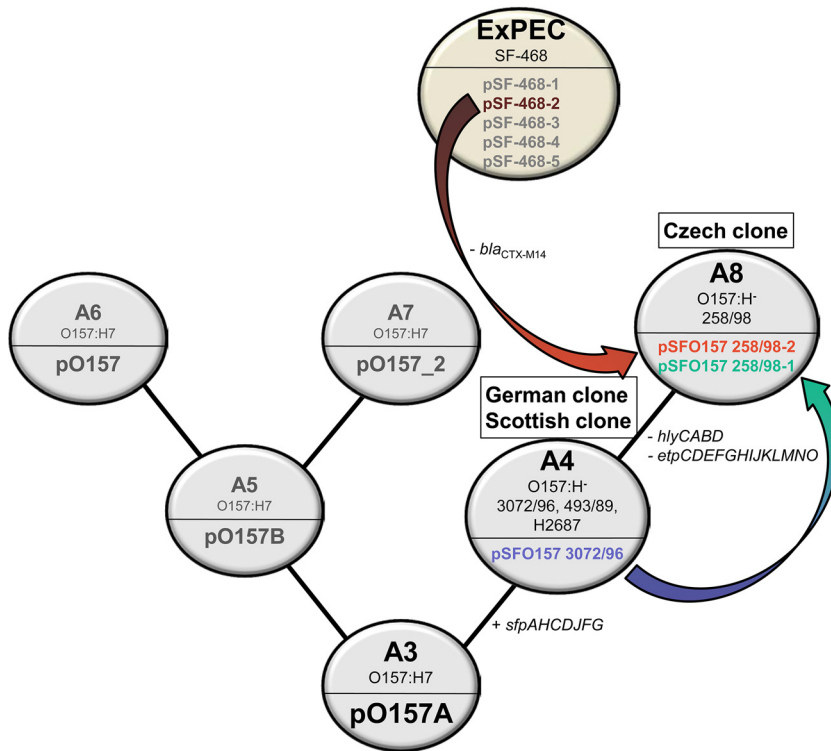 ExPEC
SF-468
pSF-468-1
pSF-468-2
pSF-468-3
pSF-468-4
pSF-468-5
- blaCTX-M14
Czech clone
A8
O157:H-
258/98
pSFO157 258/98-2
pSFO157 258/98-1
A6
O157:H7
pO157
A7
O157:H7
pO157_2
German clone
Scottish clone
- hlyCABD
- etpCDEFGHIJKLMNO
A4
O157:H-
3072/96, 493/89,
H2687
pSFO157 3072/96
A5
O157:H7
pO157B
+ sfpAHCDJFG
A3
O157:H7
pO157A